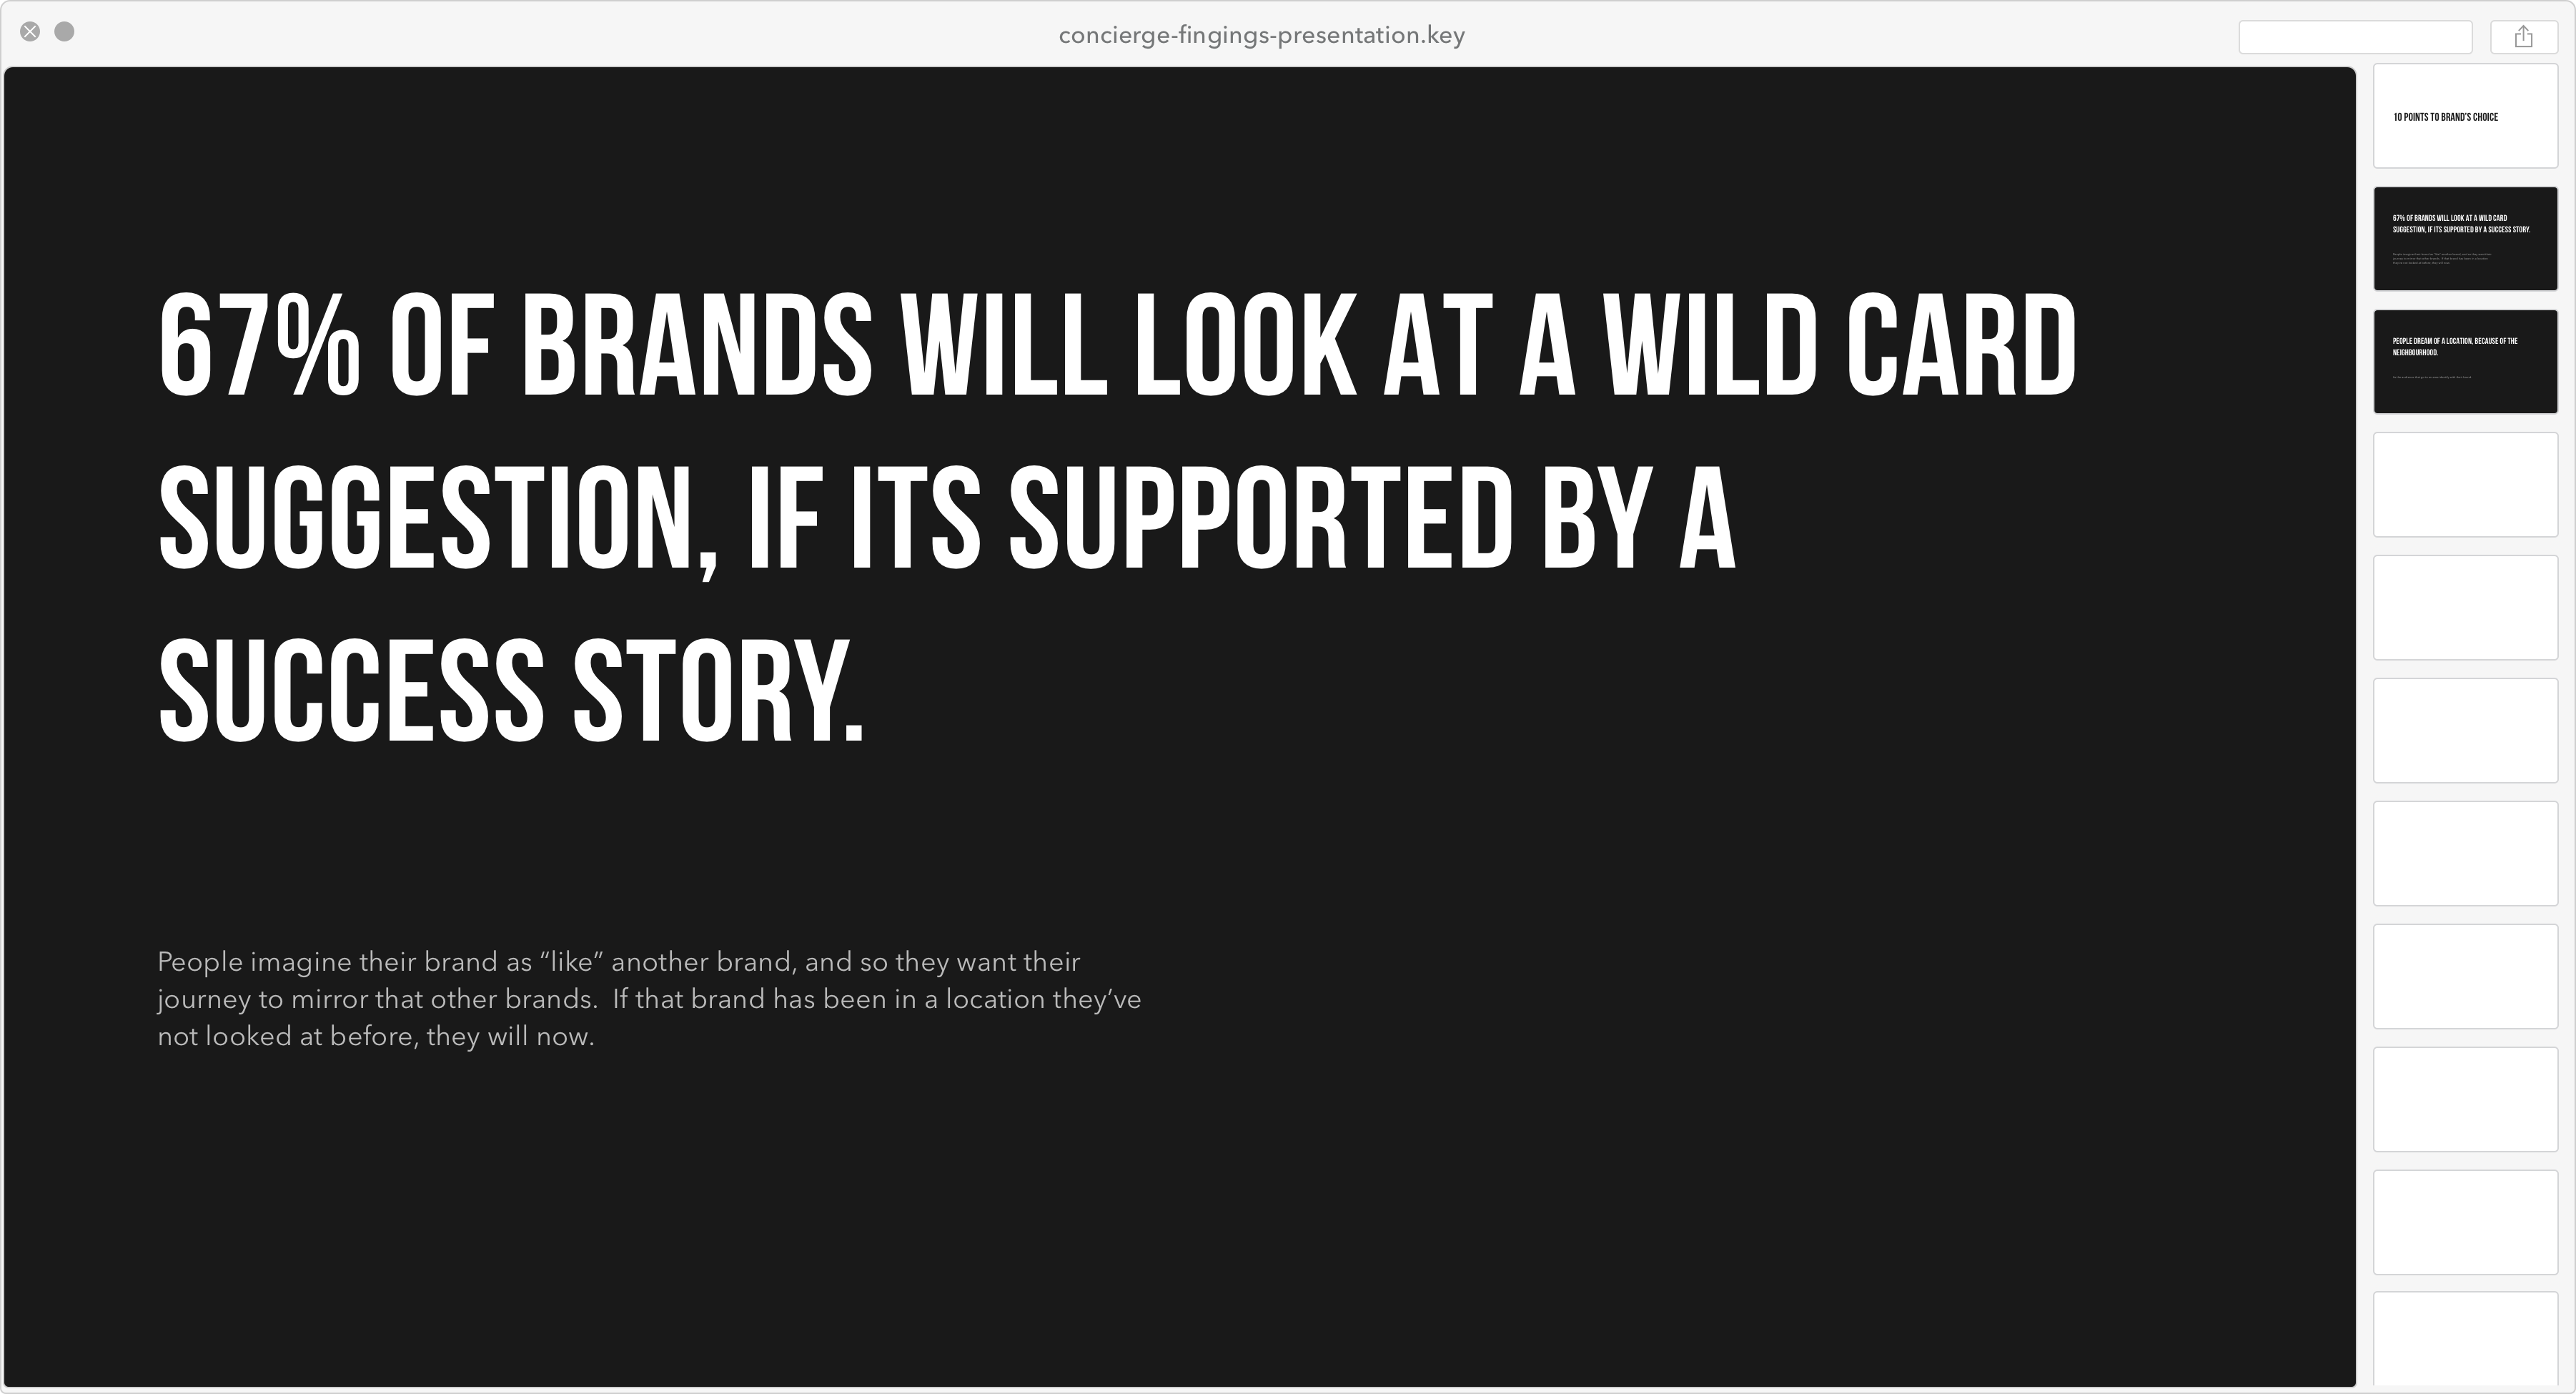 concierge-fingings-presentation.key
67% OF BRANDS WILL LOOK AT A WILD CARD
SUGGESTION, IF ITS SUPPORTED BY A
SUCCESS STORY.
People imagine their brand as “like” another brand, and so they want their
journey to mirror that other brands.  If that brand has been in a location they’ve
not looked at before, they will now.
10 POINTS TO BRAND'S CHOICE
67% OF BRANDS WILL LOOK AT A WILD CARD
SUGGESTION, IF ITS SUPPORTED BY A SUCCESS STORY.
PEOPLE DREAM OF A LOCATION, BECAUSE OF THE
NEIGHBOURHOOD.